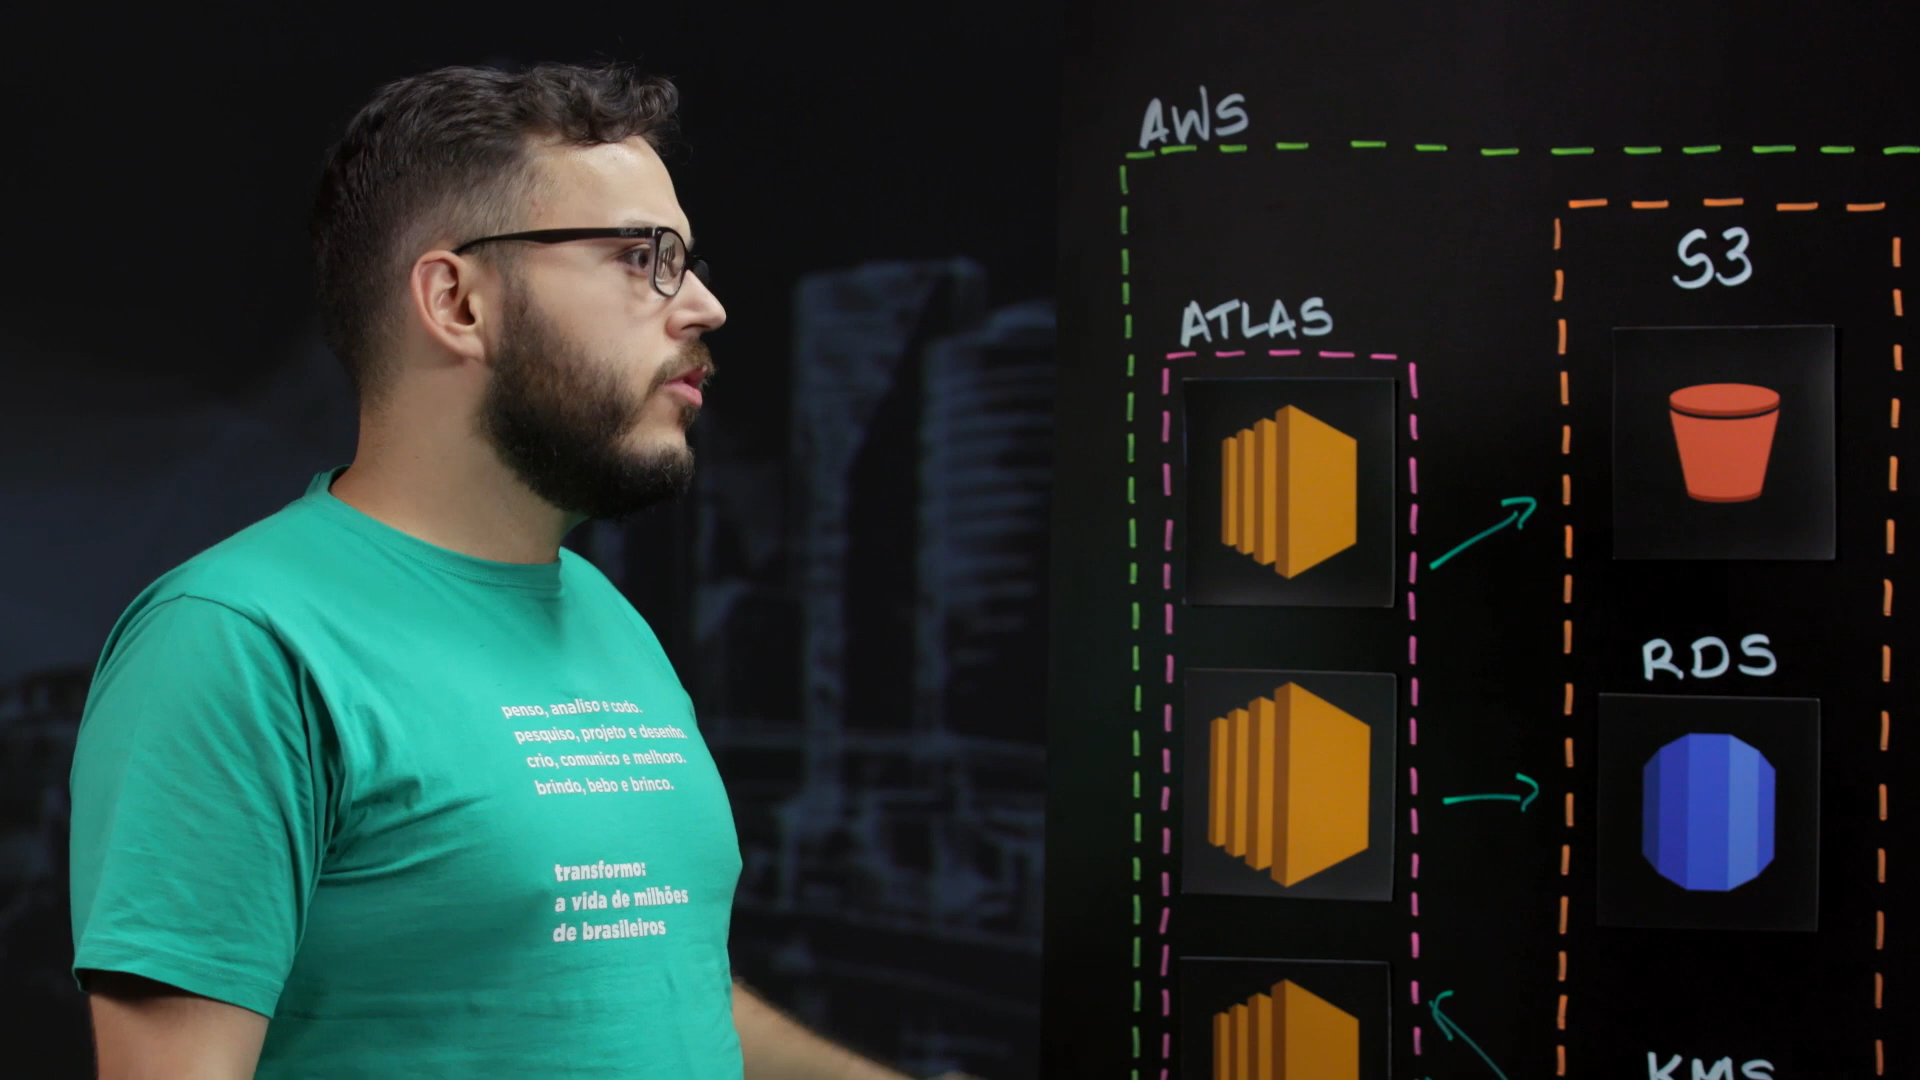 AWS
S3
ATLAS
RDS
KMS
penso, analiso e codo.
pesquiso, projeto e desenho.
crio, comunico e melhoro.
brindo, bebo e brinco.
transformo:
a vida de milhões
de brasileiros